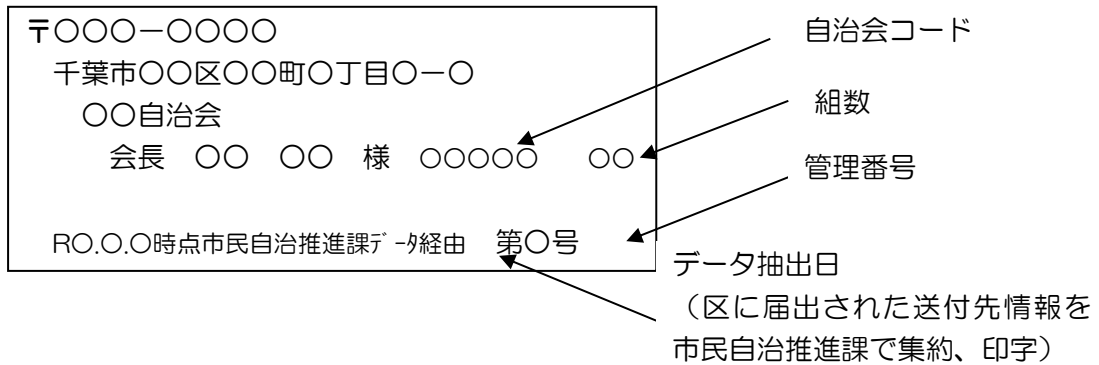 〒〇〇〇－〇〇〇〇
千葉市〇〇区〇〇町〇丁目〇－〇
〇〇自治会
会長　〇〇　〇〇　様　○○○○○　○○
R〇.〇.〇時点市民自治推進課ﾃﾞｰﾀ経由　第〇号
自治会コード
組数
管理番号
データ抽出日
（区に届出された送付先情報を
市民自治推進課で集約、印字）